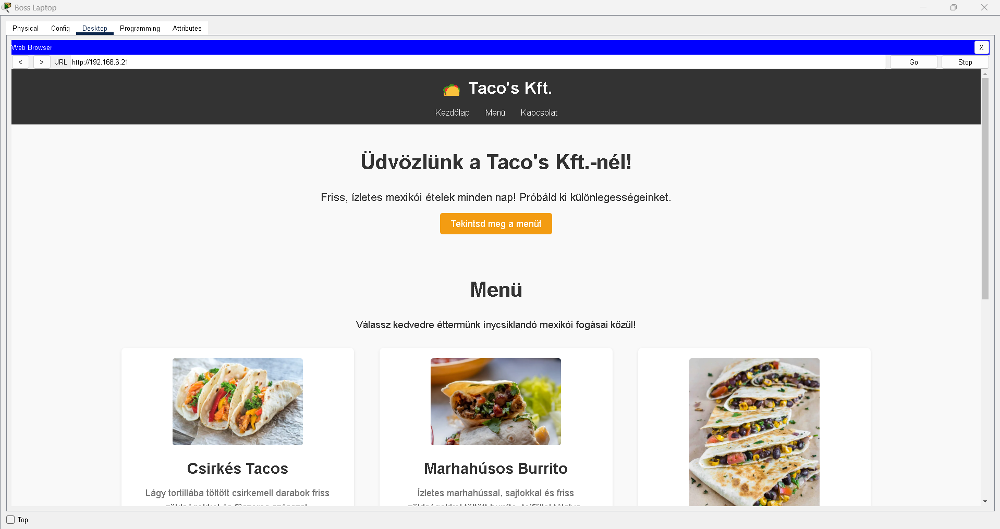 Boss Laptop
Physical Config Desktop Programming Attributes
Web Browser X
< > URL http://192.168.6.21 Go Stop
Taco's Kft.
Kezdőlap Menü Kapcsolat
Üdvözlünk a Taco's Kft.-nél!
Friss, ízletes mexikói ételek minden nap! Próbáld ki különlegességeinket.
Tekintsd meg a menüt
Menü
Válassz kedvedre éttermünk ínycsiklandó mexikói fogásai közül!
Csirkés Tacos
Lágy tortillába töltött csirkemell darabok friss
Marhahúsos Burrito
Ízletes marhahússal, sajtokkal és friss
Top